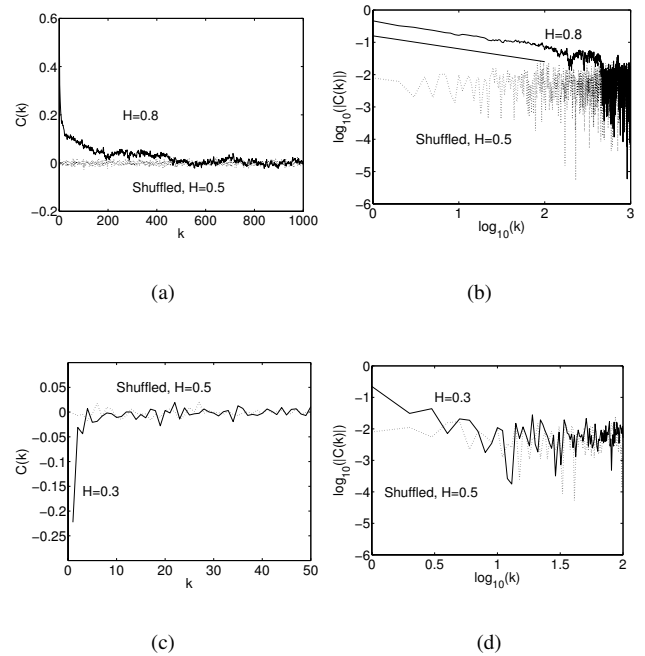 0.6
0.4
0.2
0
−0.2
C(k)
H=0.8
Shuffled, H=0.5
0 200 400 600 800 1000
k
(a)
0
−1
−2
−3
−4
−5
−6
log10(|C(k)|)
H=0.8
Shuffled, H=0.5
0 1 2 3
log10(k)
(b)
0.05
0
−0.05
−0.1
−0.15
−0.2
−0.25
C(k)
Shuffled, H=0.5
H=0.3
0 10 20 30 40 50
k
(c)
0
−1
−2
−3
−4
−5
−6
log10(|C(k)|)
H=0.3
Shuffled, H=0.5
0 0.5 1 1.5 2
log10(k)
(d)